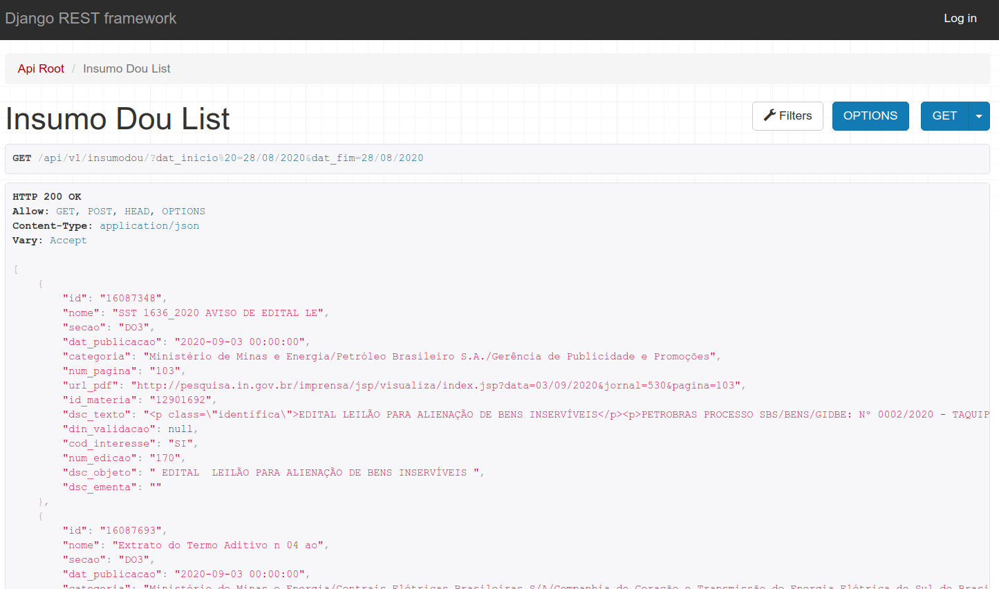 Django REST framework
Log in
Api Root / Insumo Dou List
Insumo Dou List
Filters
OPTIONS
GET
GET /api/v1/insumodou/?dat_inicio%20=28/08/2020&dat_fim=28/08/2020
HTTP 200 OK
Allow: GET, POST, HEAD, OPTIONS
Content-Type: application/json
Vary: Accept
[
{
"id": "16087348",
"nome": "SST 1636_2020 AVISO DE EDITAL LE",
"secao": "DO3",
"dat_publicacao": "2020-09-03 00:00:00",
"categoria": "Ministério de Minas e Energia/Petróleo Brasileiro S.A./Gerência de Publicidade e Promoções",
"num_pagina": "103",
"url_pdf": "http://pesquisa.in.gov.br/imprensa/jsp/visualiza/index.jsp?data=03/09/2020&jornal=530&pagina=103",
"id_materia": "12901692",
"dsc_texto": "<p class=\"identifica\">EDITAL LEILÃO PARA ALIENAÇÃO DE BENS INSERVÍVEIS</p><p>PETROBRAS PROCESSO SBS/BENS/GIDBE: Nº 0002/2020 - TAQUIP
"din_validacao": null,
"cod_interesse": "SI",
"num_edicao": "170",
"dsc_objeto": " EDITAL  LEILÃO PARA ALIENAÇÃO DE BENS INSERVÍVEIS ",
"dsc_ementa": ""
},
{
"id": "16087693",
"nome": "Extrato do Termo Aditivo n 04 ao",
"secao": "DO3",
"dat_publicacao": "2020-09-03 00:00:00",
"categoria": "Ministério de Minas e Energia/Centrais Elétricas Brasileiras S/A/Companhia de Geração e Transmissão de Energia Elétrica do Sul do Brasi